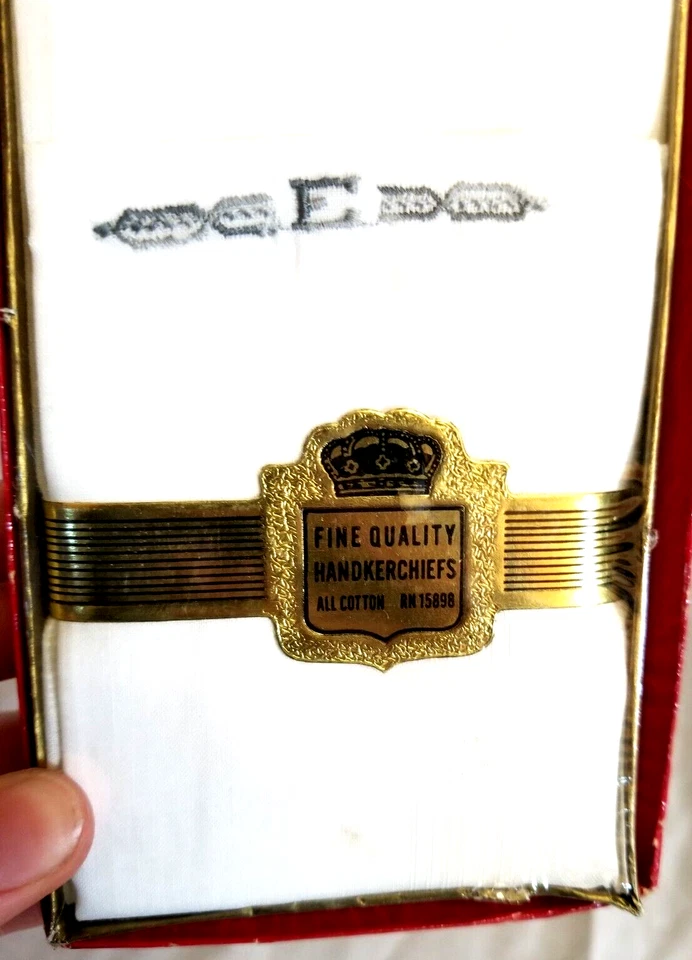 E
FINE QUALITY
HANDKERCHIEFS
ALL COTTON RN 15898